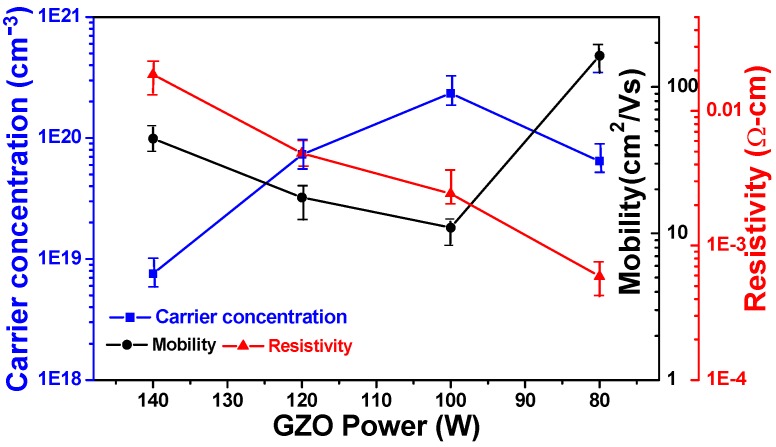 Carrier concentration (cm⁻³)
1E21
1E20
1E19
1E18
Carrier concentration
Mobility
Resistivity
140
130
120
110
100
90
80
GZO Power (W)
Mobility(cm²/Vs)
100
10
1
Resistivity (Ω-cm)
0.01
1E-3
1E-4